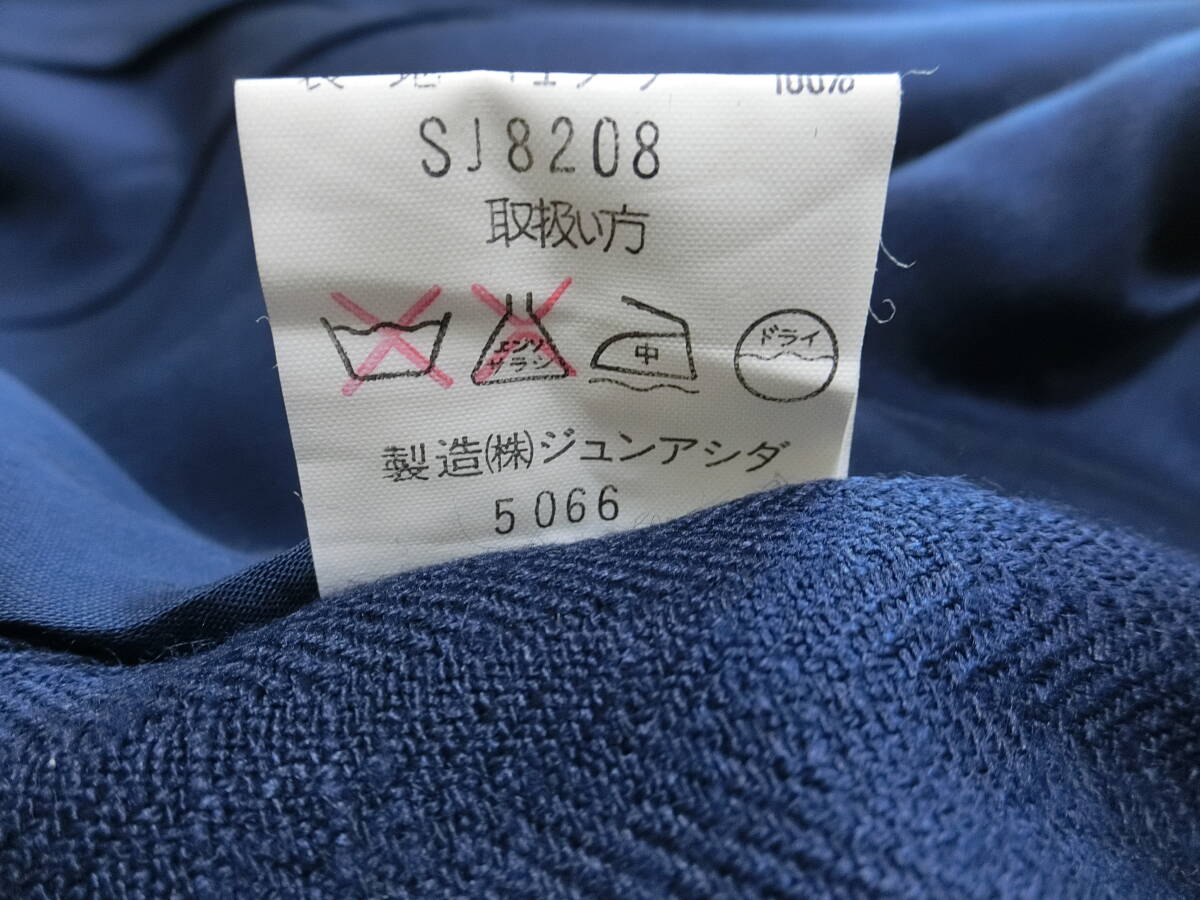 100%
SJ8208
取扱い方
エンソ
サラシ
中
ドライ
製造(株)ジュンアシダ
5066